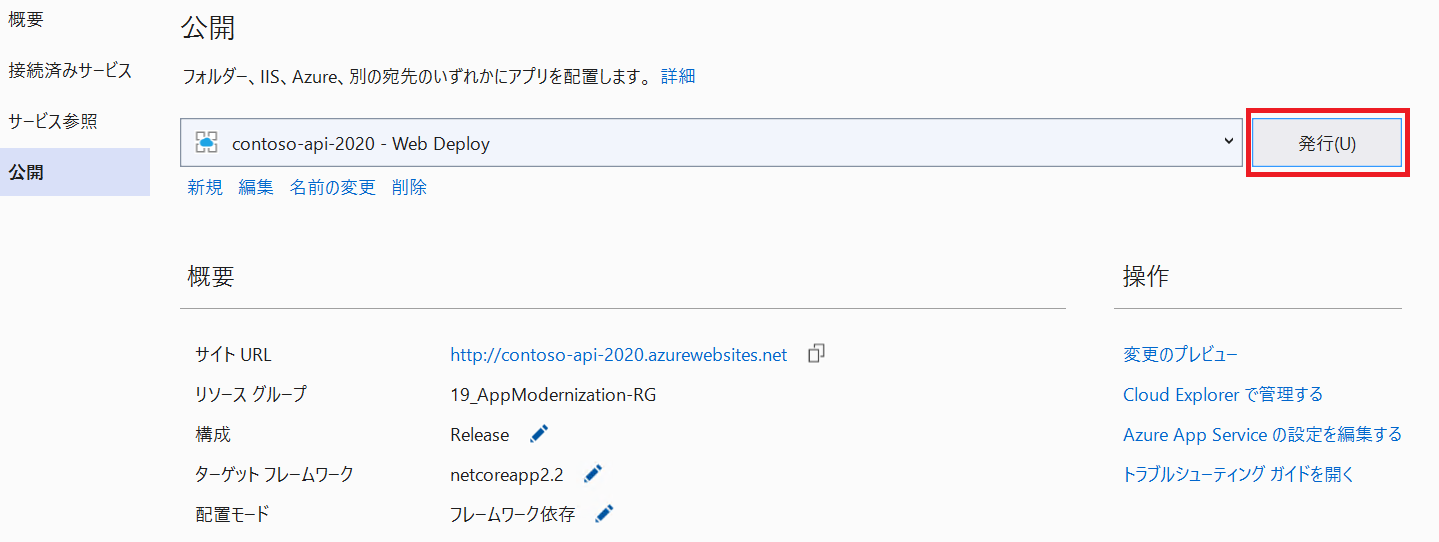 概要
接続済みサービス
サービス参照
公開
公開
フォルダー、IIS、Azure、別の宛先のいずれかにアプリを配置します。 詳細
contoso-api-2020 - Web Deploy
発行(U)
新規 編集 名前の変更 削除
概要
サイト URL http://contoso-api-2020.azurewebsites.net
リソース グループ 19_AppModernization-RG
構成 Release
ターゲット フレームワーク netcoreapp2.2
配置モード フレームワーク依存
操作
変更のプレビュー
Cloud Explorer で管理する
Azure App Service の設定を編集する
トラブルシューティング ガイドを開く